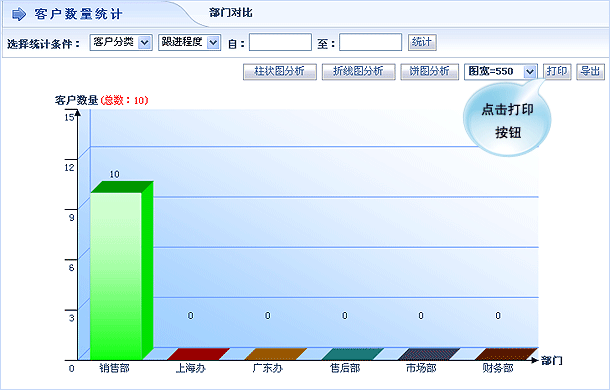 客户数量统计 部门对比
选择统计条件： 客户分类 跟进程度 自： 至： 统计
柱状图分析 折线图分析 饼图分析 图宽=550 打印 导出
点击打印
按钮
客户数量(总数：10)
15
12
10
9
6
3
0 0 0 0 0
0
销售部 上海办 广东办 售后部 市场部 财务部 部门